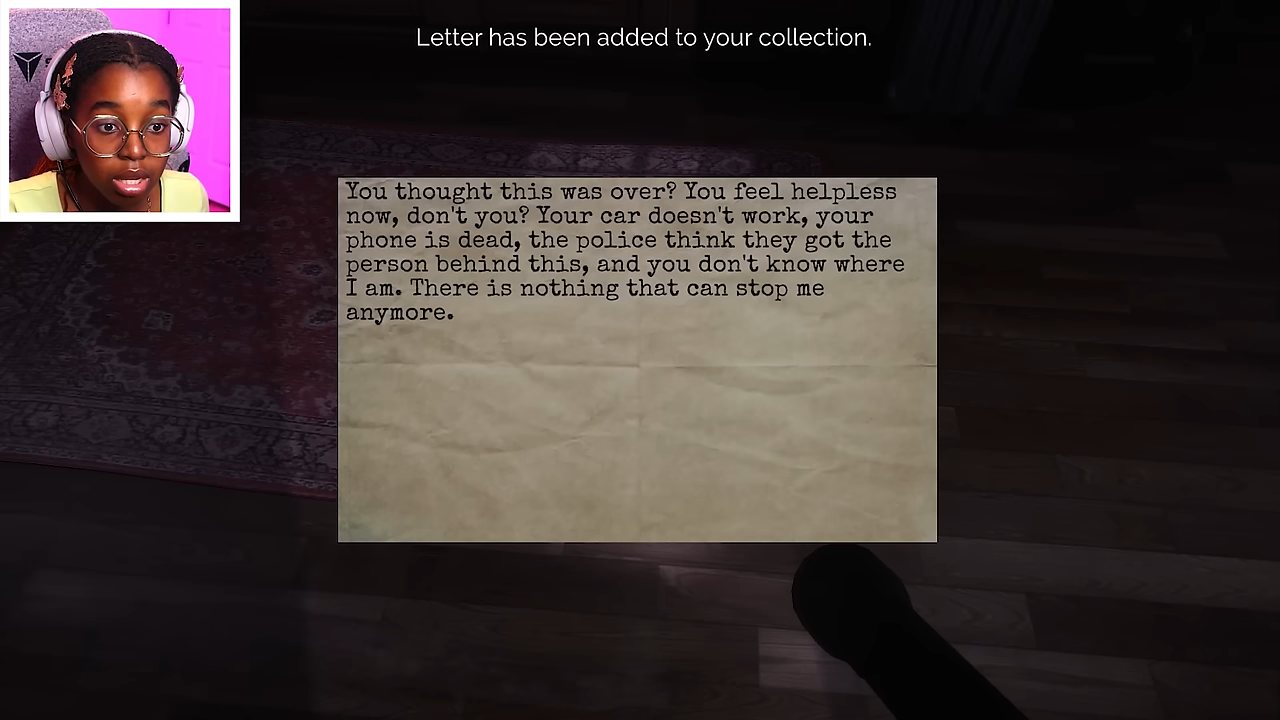 Letter has been added to your collection.
You thought this was over? You feel helpless
now, don't you? Your car doesn't work, your
phone is dead, the police think they got the
person behind this, and you don't know where
I am. There is nothing that can stop me
anymore.